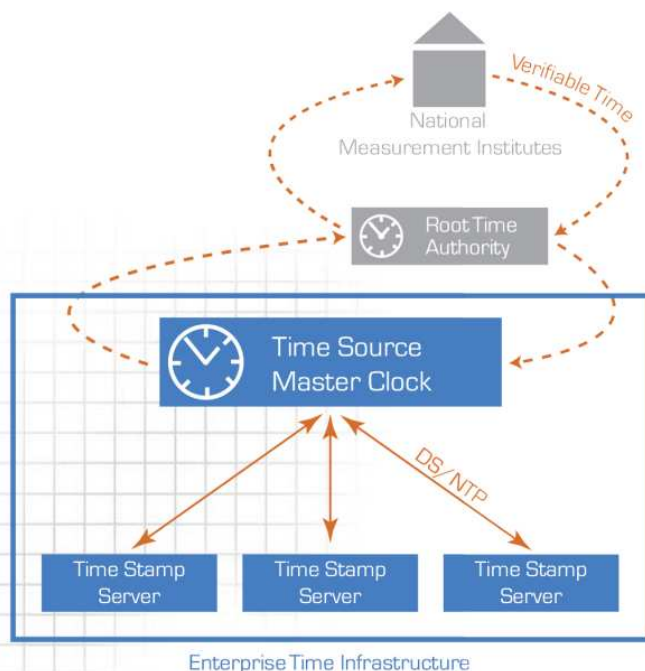 Verifiable Time
National
Measurement Institutes
Root Time
Authority
Time Source
Master Clock
DS/NTP
Time Stamp
Server
Time Stamp
Server
Time Stamp
Server
Enterprise Time Infrastructure